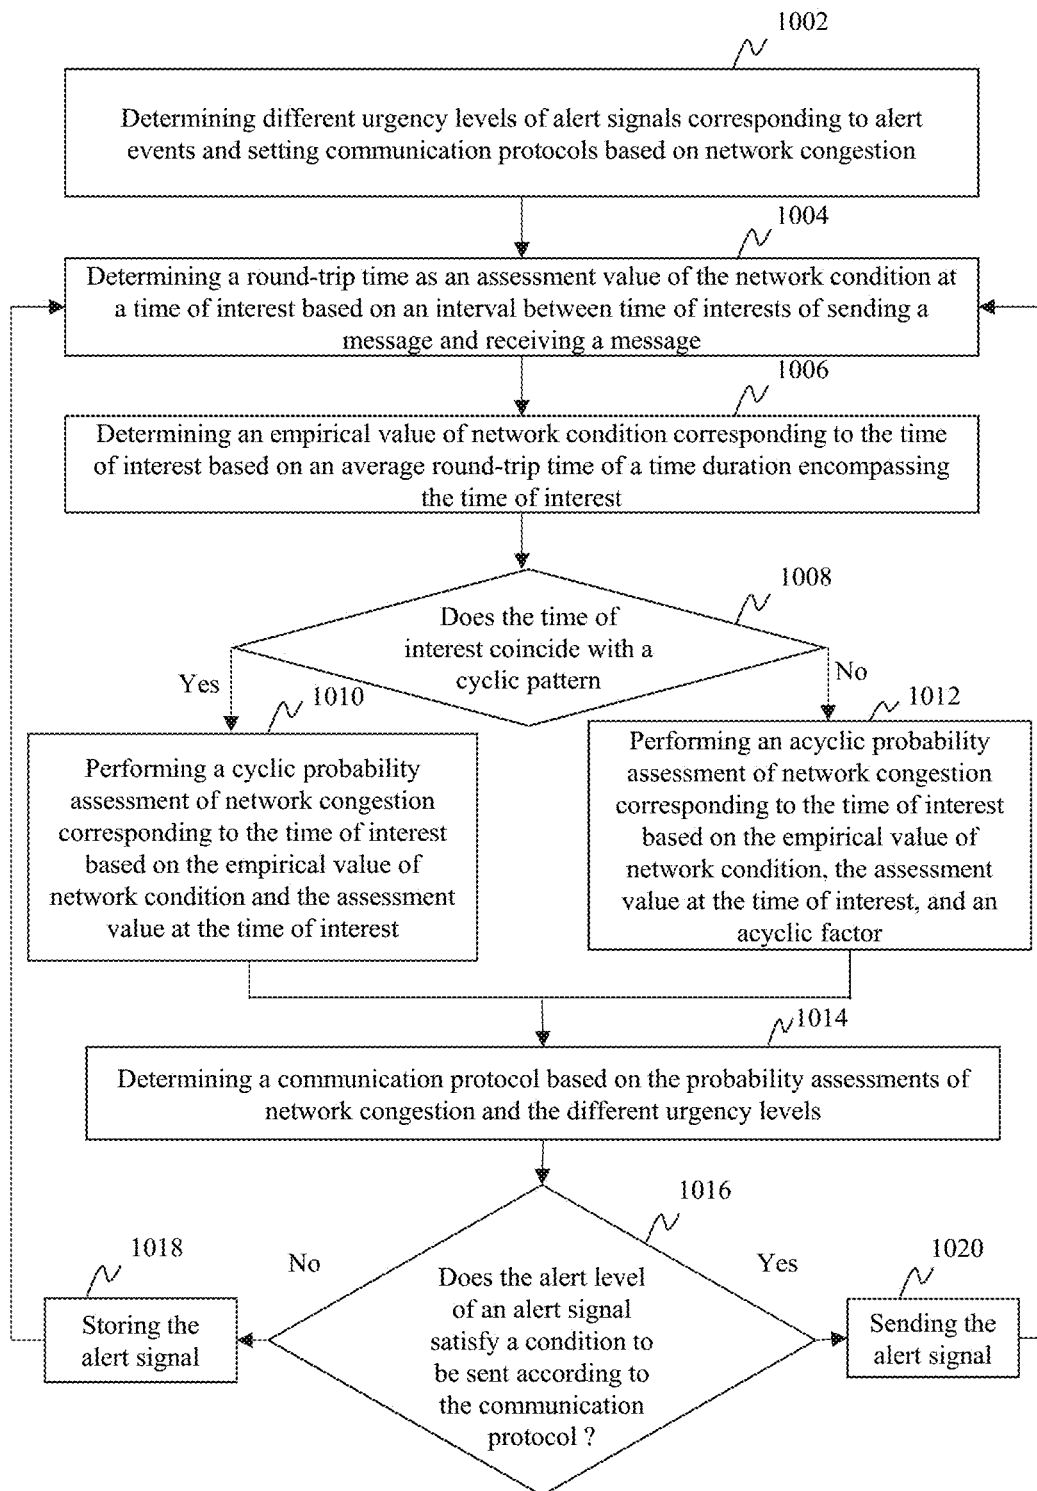 1002
Determining different urgency levels of alert signals corresponding to alert
events and setting communication protocols based on network congestion
1004
Determining a round-trip time as an assessment value of the network condition at
a time of interest based on an interval between time of interests of sending a
message and receiving a message
1006
Determining an empirical value of network condition corresponding to the time
of interest based on an average round-trip time of a time duration encompassing
the time of interest
1008
Does the time of
interest coincide with a
cyclic pattern
Yes
No
1010
Performing a cyclic probability
assessment of network congestion
corresponding to the time of interest
based on the empirical value of
network condition and the assessment
value at the time of interest
1012
Performing an acyclic probability
assessment of network congestion
corresponding to the time of interest
based on the empirical value of
network condition, the assessment
value at the time of interest, and an
acyclic factor
1014
Determining a communication protocol based on the probability assessments of
network congestion and the different urgency levels
1016
Does the alert level
of an alert signal
satisfy a condition to
be sent according to
the communication
protocol ?
No
Yes
1018
Storing the
alert signal
1020
Sending the
alert signal